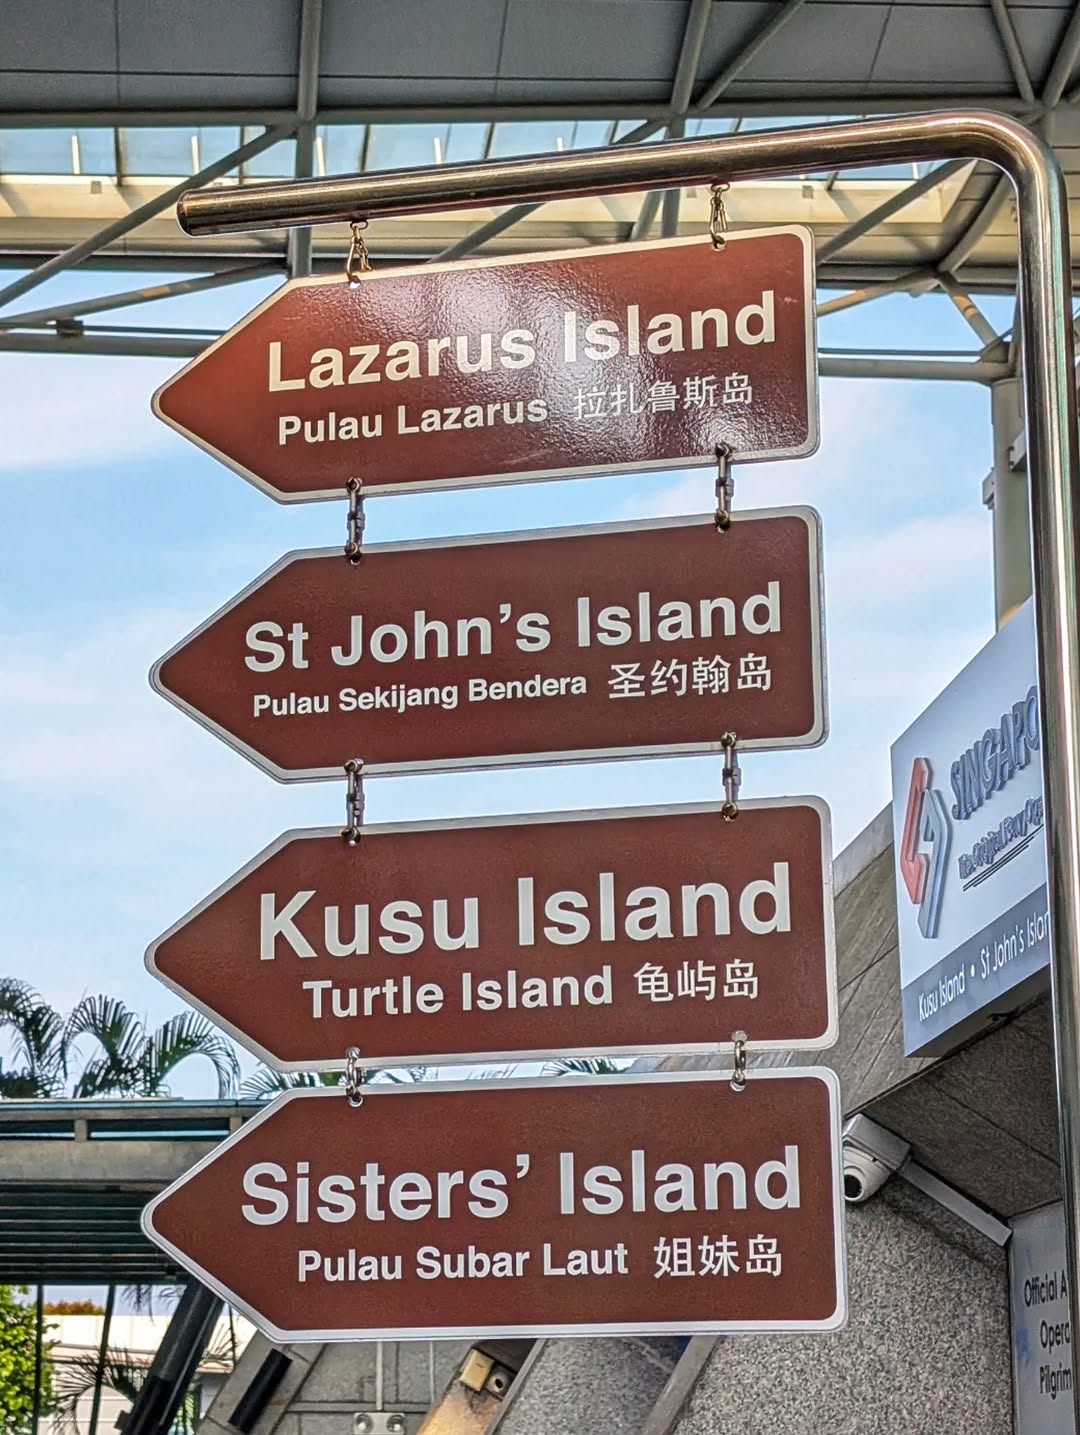 Lazarus Island
Pulau Lazarus 拉扎鲁斯岛
St John's Island
Pulau Sekijang Bendera 圣约翰岛
Kusu Island
Turtle Island 龟屿岛
Sisters' Island
Pulau Subar Laut 姐妹岛
Kusu Island • St John's
Official